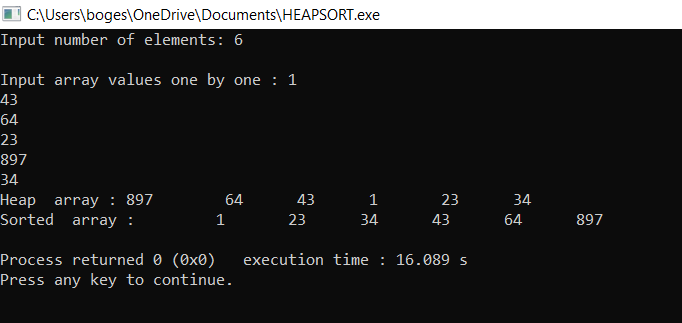 C:\Users\boges\OneDrive\Documents\HEAPSORT.exe
Input number of elements: 6
Input array values one by one : 1
43
64
23
897
34
Heap  array : 897        64      43      1       23      34
Sorted  array :         1       23      34      43      64      897
Process returned 0 (0x0)   execution time : 16.089 s
Press any key to continue.